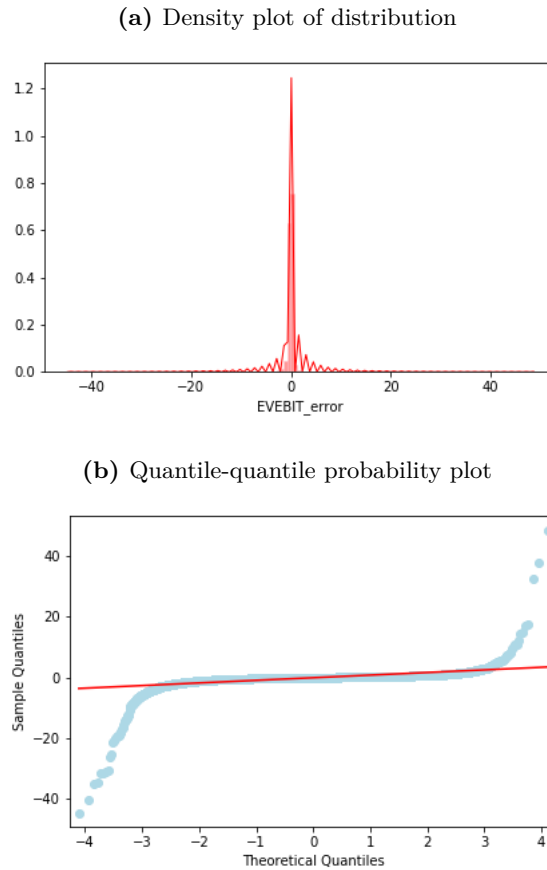 (a) Density plot of distribution
1.2
1.0
0.8
0.6
0.4
0.2
0.0
−40 −20 0 20 40
EVEBIT_error
(b) Quantile-quantile probability plot
Sample Quantiles
40
20
0
−20
−40
−4 −3 −2 −1 0 1 2 3 4
Theoretical Quantiles